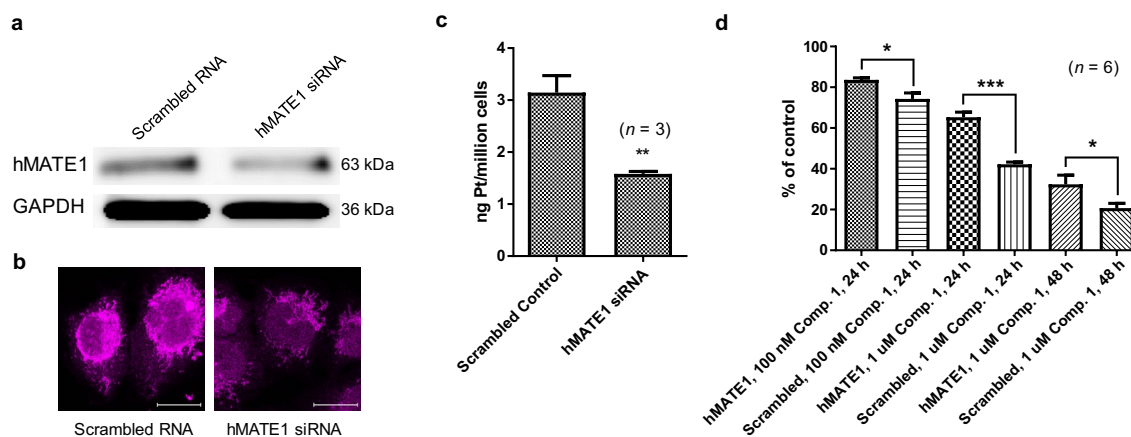 a
Scrambled RNA
hMATE1 siRNA
hMATE1
63 kDa
GAPDH
36 kDa
b
Scrambled RNA
hMATE1 siRNA
c
ng Pt/million cells
4
3
2
1
0
(n = 3)
**
Scrambled Control
hMATE1 siRNA
d
% of control
100
80
60
40
20
0
*
***
*
(n = 6)
hMATE1, 100 nM Comp. 1, 24 h
Scrambled, 100 nM Comp. 1, 24 h
hMATE1, 1 uM Comp. 1, 24 h
Scrambled, 1 uM Comp. 1, 24 h
hMATE1, 1 uM Comp. 1, 48 h
Scrambled, 1 uM Comp. 1, 48 h